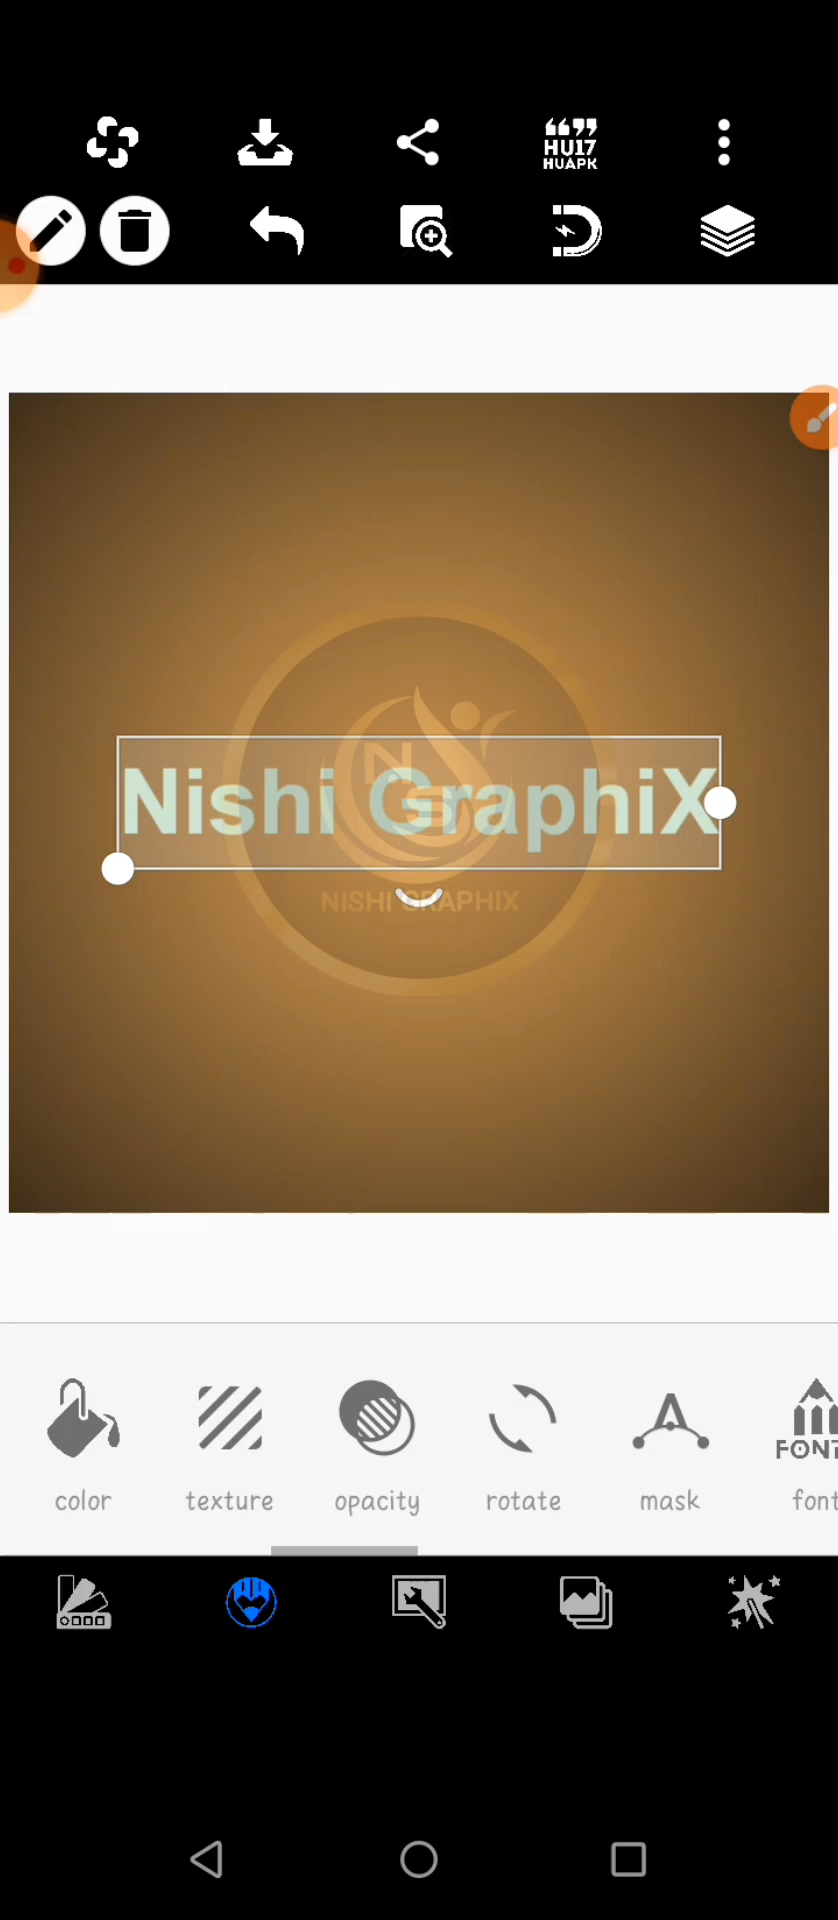 HU17
HUAPK
N
S
Nishi GraphiX
NISHI GRAPHIX
color
texture
opacity
rotate
mask
FONT
font